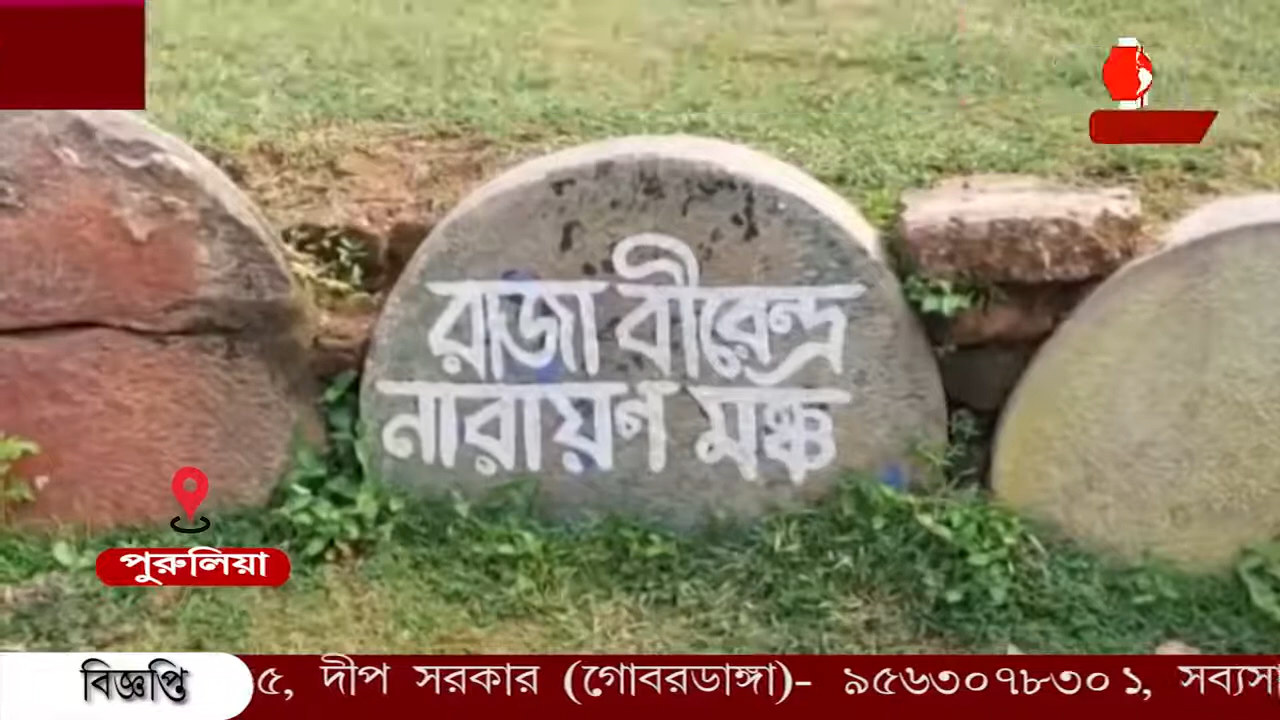 রাজা বীরেন্দ্র
নারায়ণ মঞ্চ
পুরুলিয়া
বিজ্ঞপ্তি
৫, দীপ সরকার (গোবরডাঙ্গা)- ৯৫৬৩০৭৮৩০১,